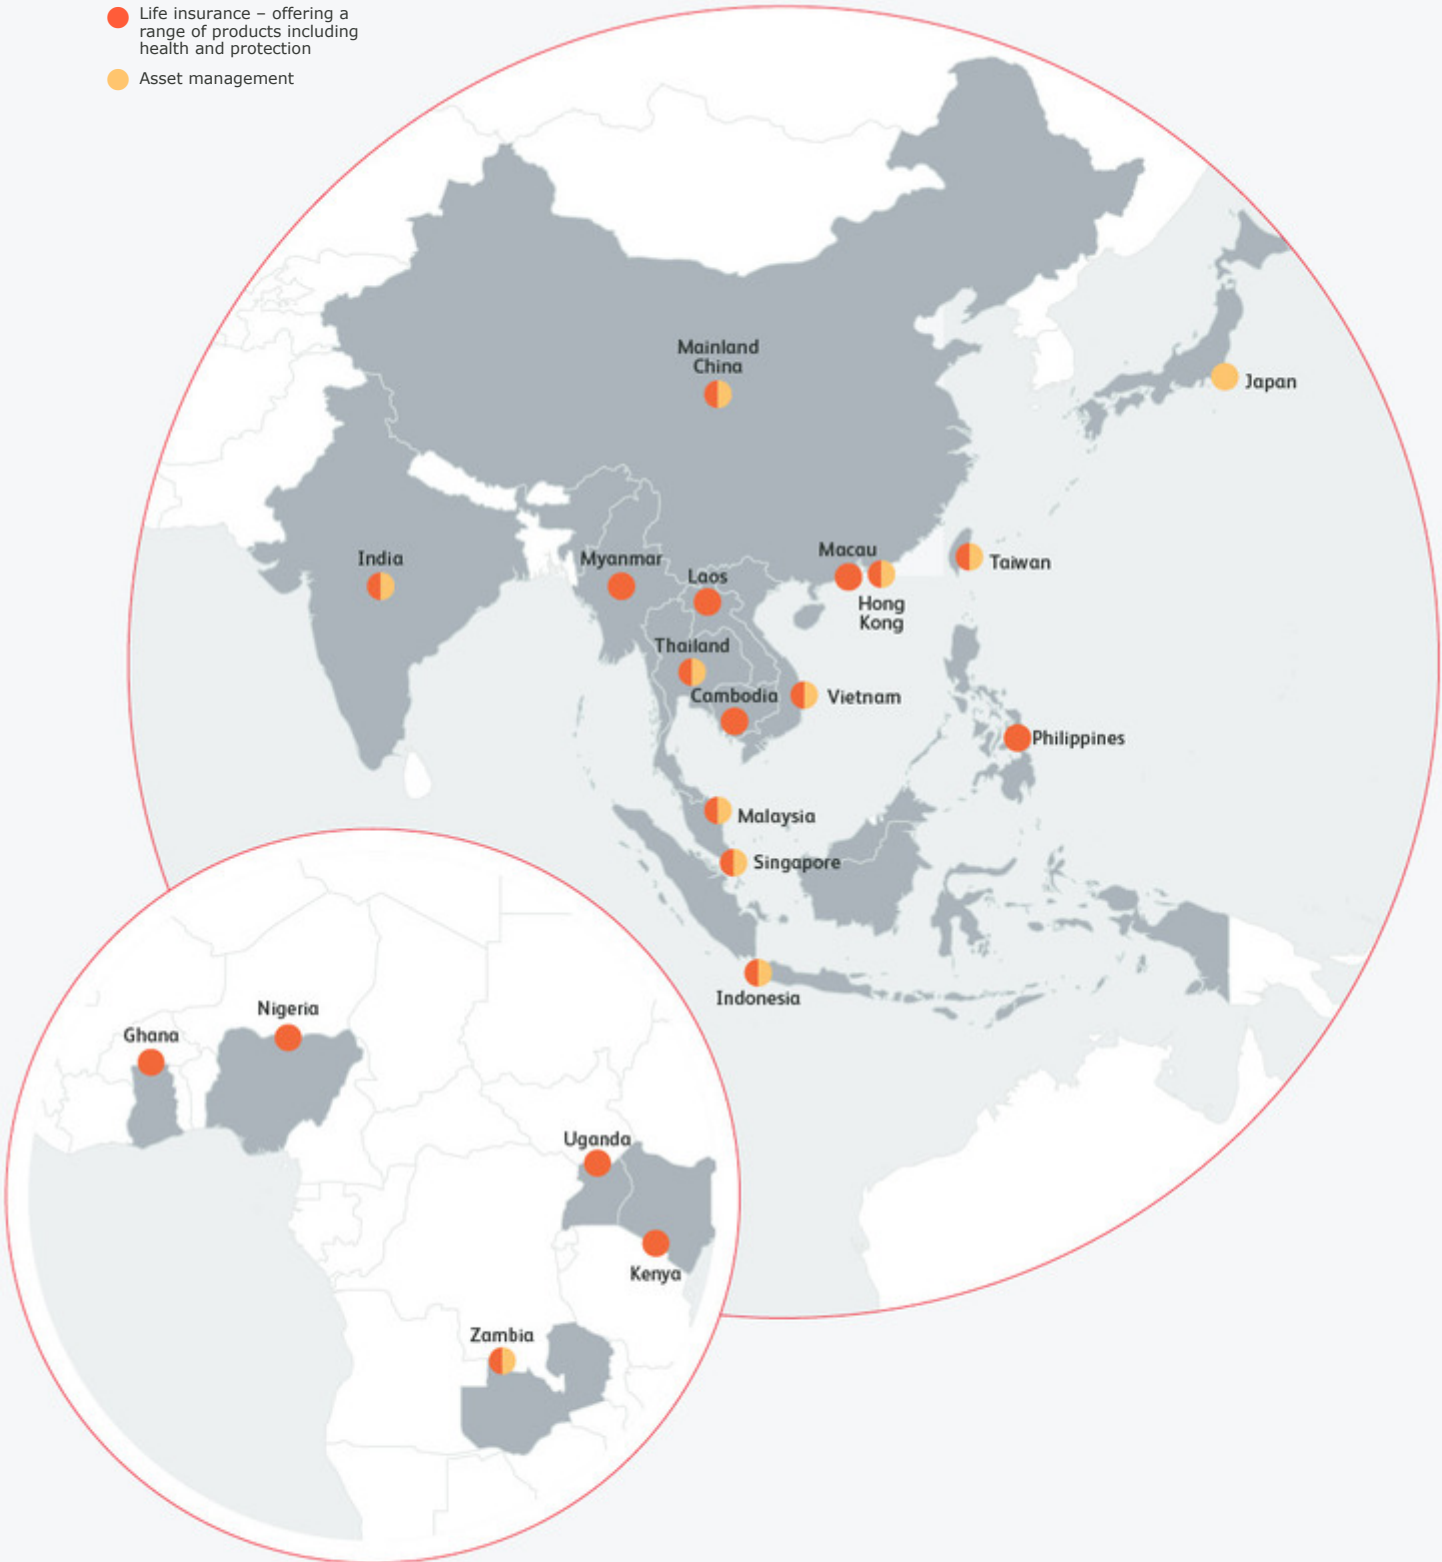 Life insurance – offering a
range of products including
health and protection
Asset management
Mainland
China
Japan
India
Myanmar
Laos
Macau
Hong
Kong
Taiwan
Thailand
Cambodia
Vietnam
Philippines
Malaysia
Singapore
Indonesia
Nigeria
Ghana
Uganda
Kenya
Zambia